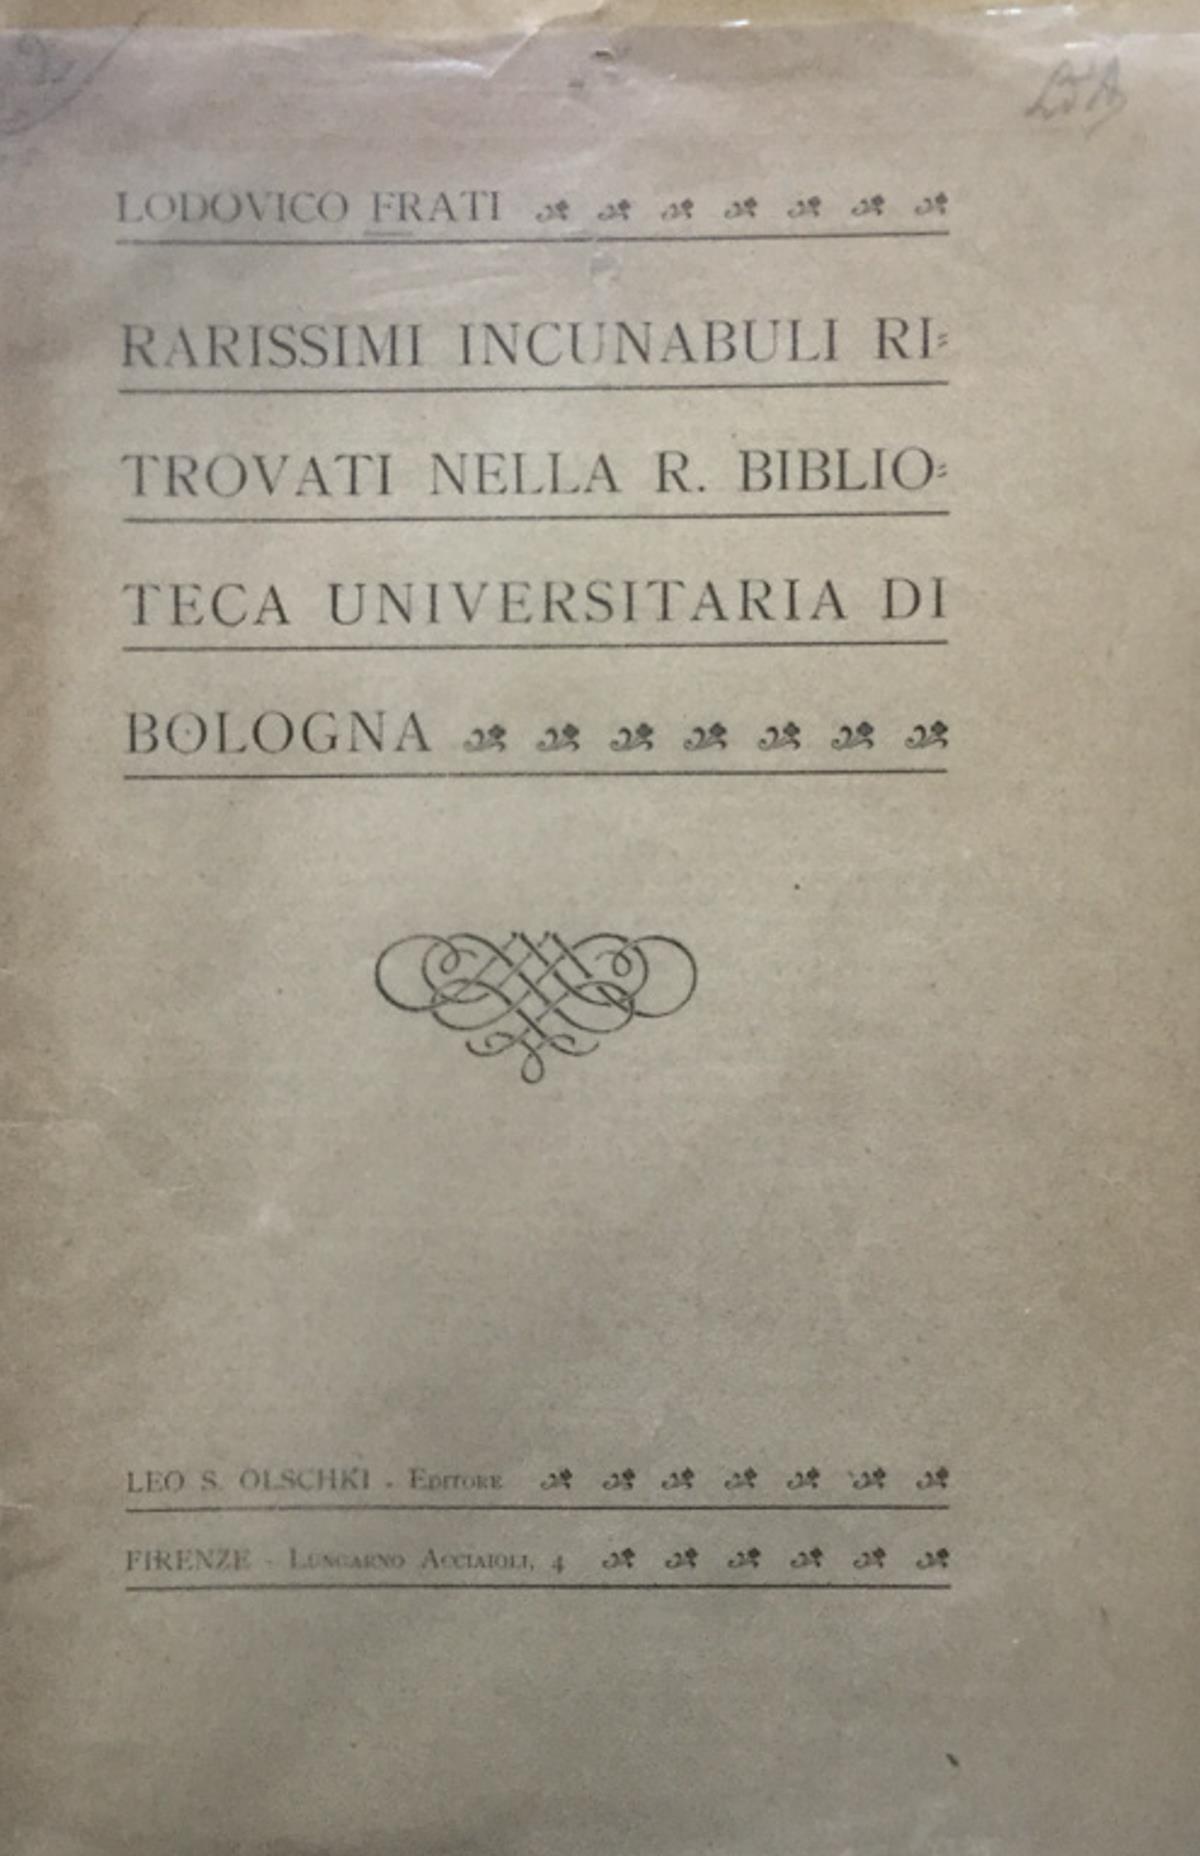 LODOVICO FRATI
RARISSIMI INCUNABULI RI=
TROVATI NELLA R. BIBLIO=
TECA UNIVERSITARIA DI
BOLOGNA
LEO S. OLSCHKI - EDITORE
FIRENZE - LUNGARNO ACCIAIOLI, 4